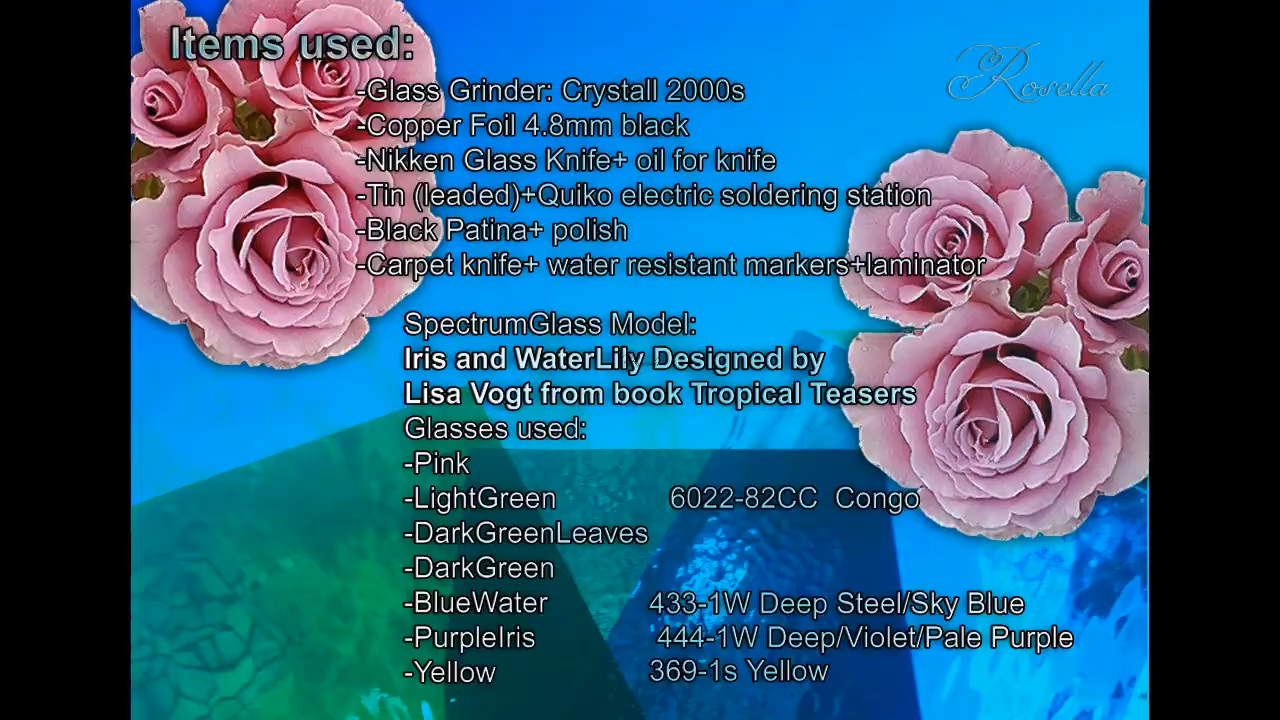 Items used:
Rosella
-Glass Grinder: Crystall 2000s
-Copper Foil 4.8mm black
-Nikken Glass Knife+ oil for knife
-Tin (leaded)+Quiko electric soldering station
-Black Patina+ polish
-Carpet knife+ water resistant markers+laminator
SpectrumGlass Model:
Iris and WaterLily Designed by
Lisa Vogt from book Tropical Teasers
Glasses used:
-Pink
-LightGreen 6022-82CC Congo
-DarkGreenLeaves
-DarkGreen
-BlueWater 433-1W Deep Steel/Sky Blue
-PurpleIris 444-1W Deep/Violet/Pale Purple
-Yellow 369-1s Yellow